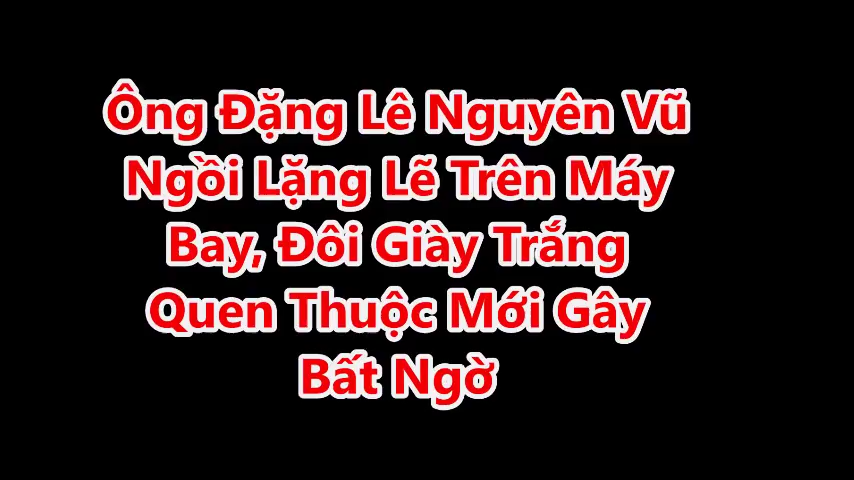 Ông Đặng Lê Nguyên Vũ
Ngồi Lặng Lẽ Trên Máy
Bay, Đôi Giày Trắng
Quen Thuộc Mới Gây
Bất Ngờ